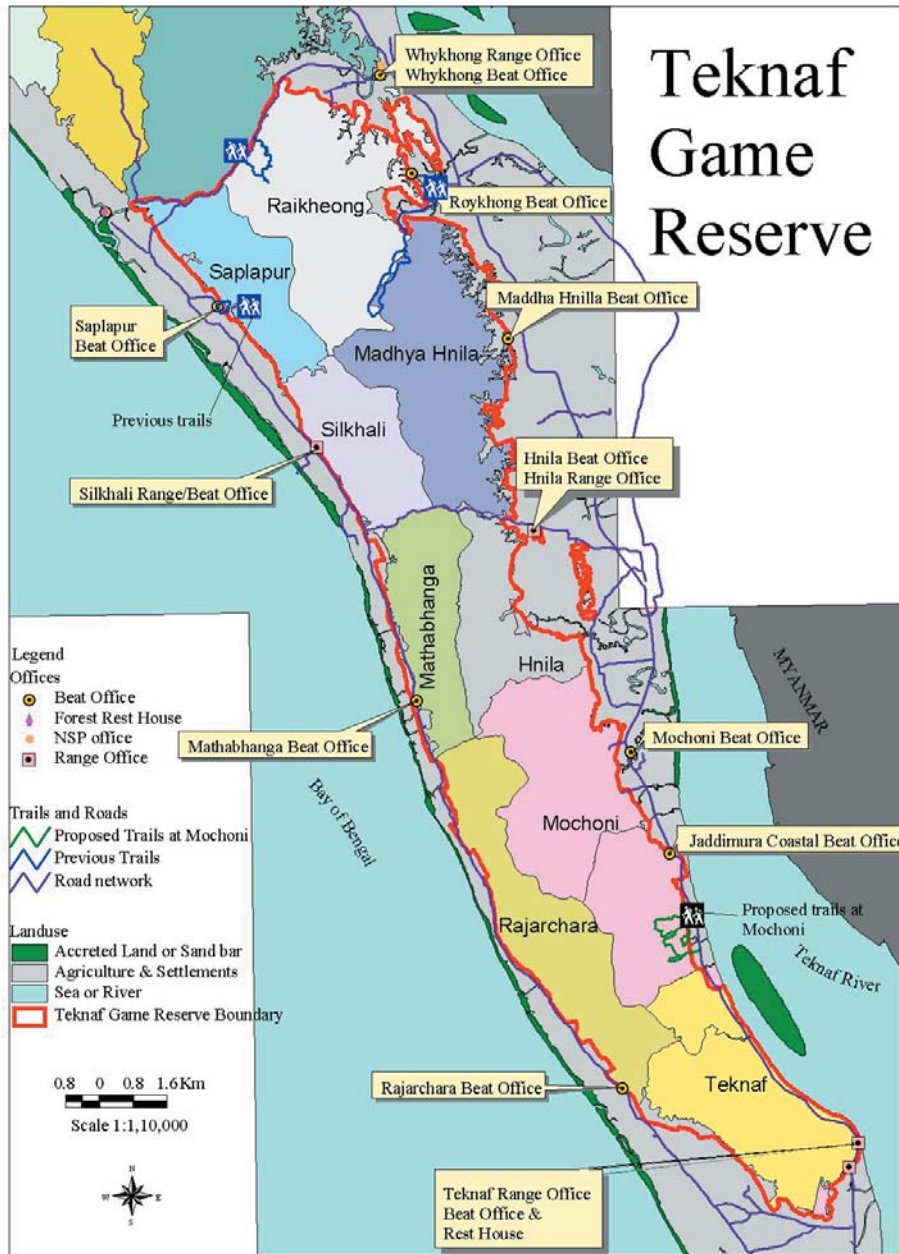 Teknaf
Game
Reserve
Whykhong Range Office
Whykhong Beat Office
Raikheong
Roykhong Beat Office
Saplapur
Saplapur
Beat Office
Maddha Hnilla Beat Office
Madhya Hnila
Previous trails
Silkhali
Hnila Beat Office
Hnila Range Office
Silkhali Range/Beat Office
Mathabhanga
Hnila
MYANMAR
Legend
Offices
Beat Office
Forest Rest House
NSP office
Range Office
Mathabhanga Beat Office
Mochoni Beat Office
Bay of Bengal
Trails and Roads
Proposed Trails at Mochoni
Previous Trails
Road network
Mochoni
Jaddimura Coastal Beat Office
Proposed trails at
Mochoni
Rajarchara
Teknaf River
Landuse
Accreted Land or Sand bar
Agriculture & Settlements
Sea or River
Teknaf Game Reserve Boundary
0.8 0 0.8 1.6Km
Scale 1:1,10,000
N
W E
S
Rajarchara Beat Office
Teknaf
Teknaf Range Office
Beat Office &
Rest House